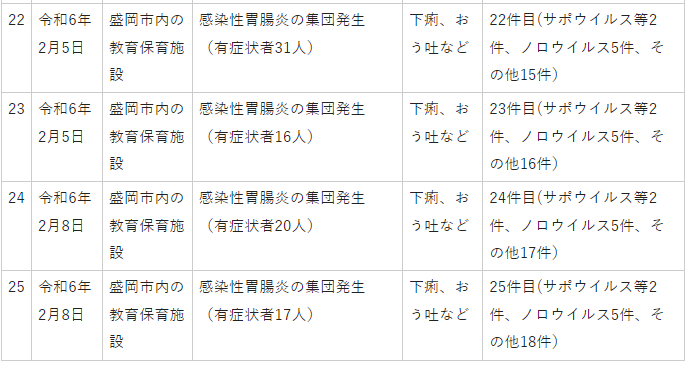 22
令和6年
2月5日
盛岡市内の
教育保育施
設
感染性胃腸炎の集団発生
（有症状者31人）
下痢、お
う吐など
22件目(サポウイルス等2
件、ノロウイルス5件、そ
の他15件）
23
令和6年
2月5日
盛岡市内の
教育保育施
設
感染性胃腸炎の集団発生
（有症状者16人）
下痢、お
う吐など
23件目(サポウイルス等2
件、ノロウイルス5件、そ
の他16件）
24
令和6年
2月8日
盛岡市内の
教育保育施
設
感染性胃腸炎の集団発生
（有症状者20人）
下痢、お
う吐など
24件目(サポウイルス等2
件、ノロウイルス5件、そ
の他17件）
25
令和6年
2月8日
盛岡市内の
教育保育施
設
感染性胃腸炎の集団発生
（有症状者17人）
下痢、お
う吐など
25件目(サポウイルス等2
件、ノロウイルス5件、そ
の他18件）